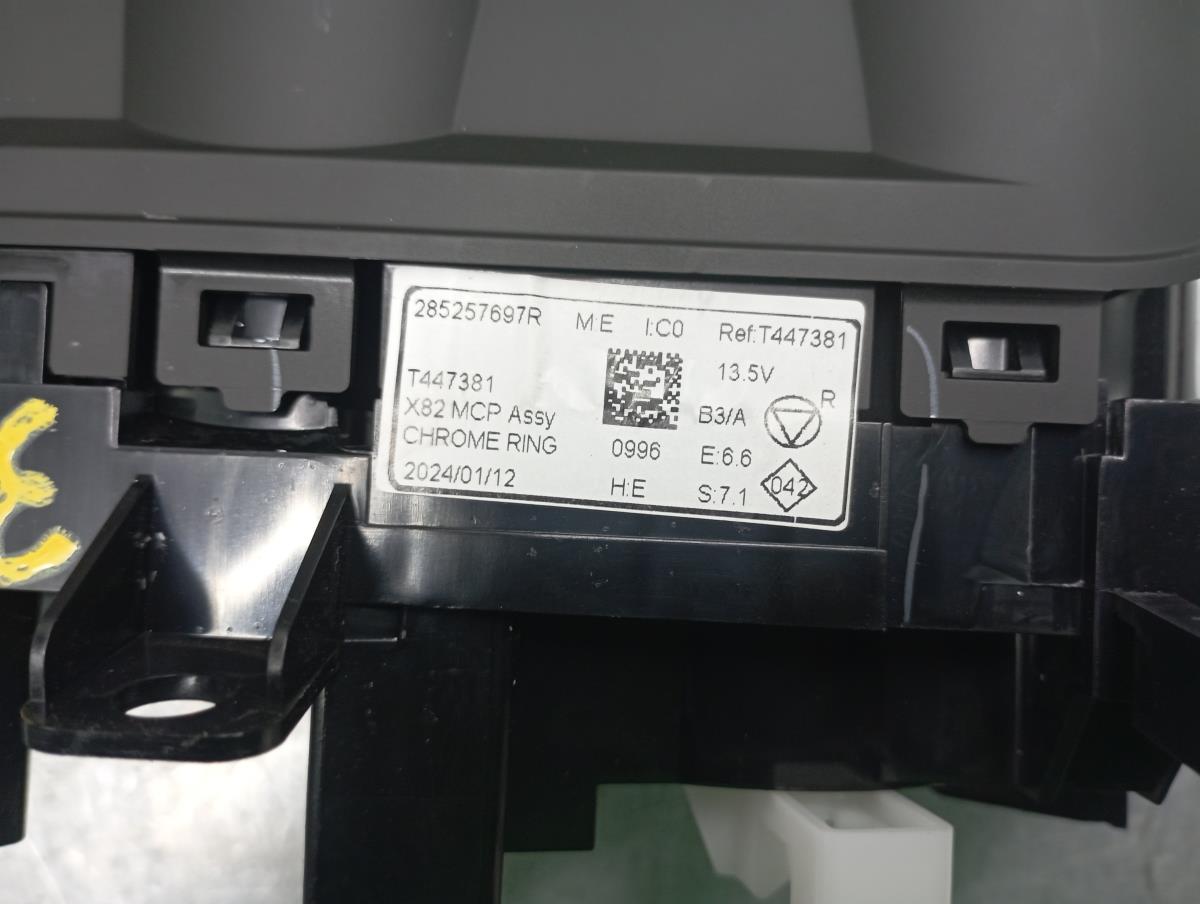 285257697R M:E I:C0 Ref:T447381
T447381 13.5V
X82 MCP Assy B3/A R
CHROME RING 0996 E:6.6
2024/01/12 H:E S:7.1 042